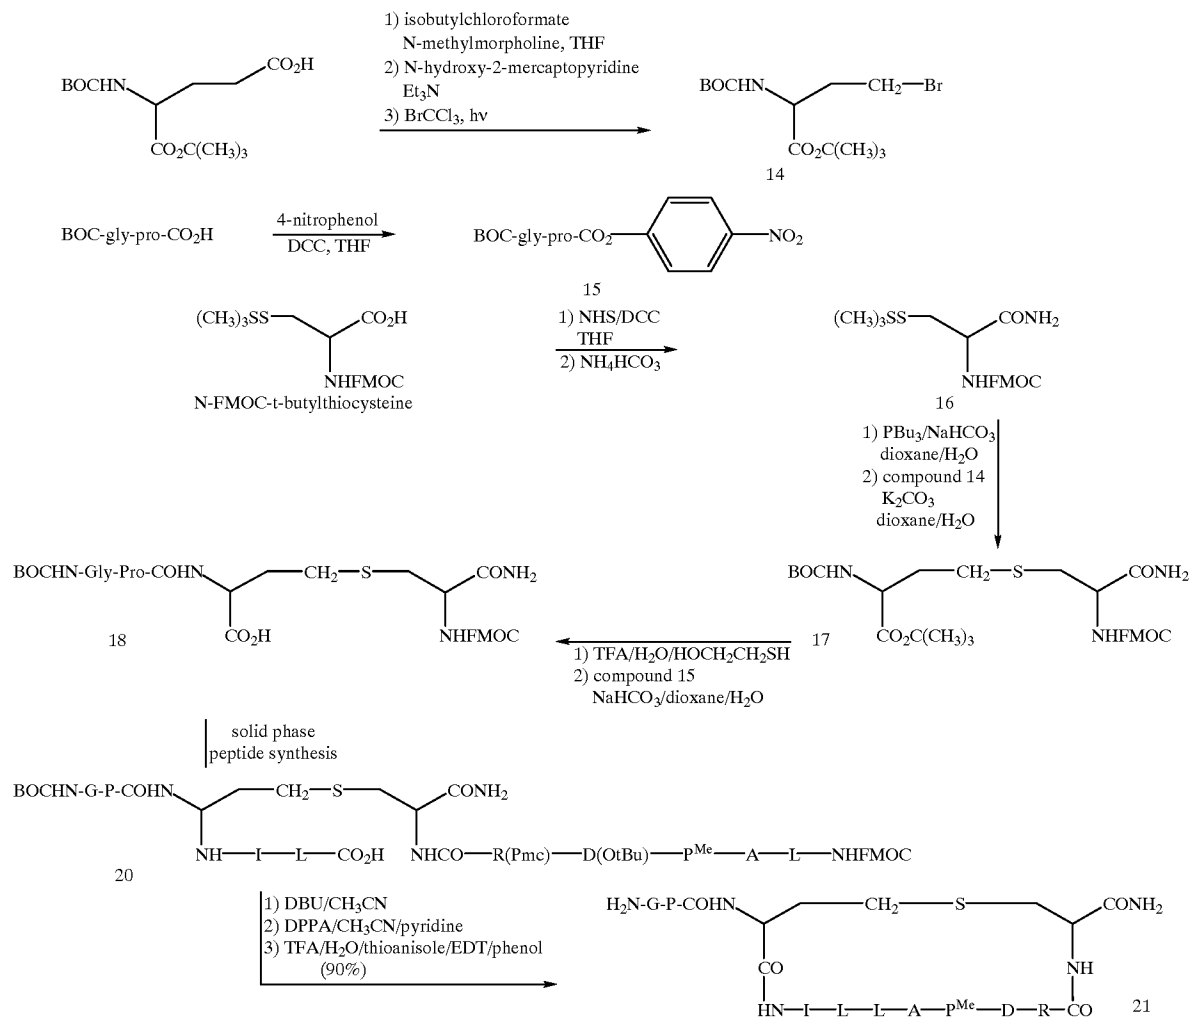 1) isobutylchloroformate
N-methylmorpholine, THF
2) N-hydroxy-2-mercaptopyridine
Et3N
3) BrCCl3, hν
BOCHN CO2H
CO2C(CH3)3
BOCHN CH2 Br
CO2C(CH3)3
14
BOC-gly-pro-CO2H
4-nitrophenol
DCC, THF
BOC-gly-pro-CO2 NO2
15
(CH3)3SS CO2H
NHFMOC
N-FMOC-t-butylthiocysteine
1) NHS/DCC
THF
2) NH4HCO3
(CH3)3SS CONH2
NHFMOC
16
1) PBu3/NaHCO3
dioxane/H2O
2) compound 14
K2CO3
dioxane/H2O
BOCHN-Gly-Pro-COHN CH2 S CONH2
CO2H NHFMOC
18
BOCHN CH2 S CONH2
CO2C(CH3)3 NHFMOC
17
1) TFA/H2O/HOCH2CH2SH
2) compound 15
NaHCO3/dioxane/H2O
solid phase
peptide synthesis
BOCHN-G-P-COHN CH2 S CONH2
NH I L CO2H NHCO R(Pmc) D(OtBu) PMe A L NHFMOC
20
1) DBU/CH3CN
2) DPPA/CH3CN/pyridine
3) TFA/H2O/thioanisole/EDT/phenol
(90%)
H2N-G-P-COHN CH2 S CONH2
CO NH
HN I L L A PMe D R CO
21